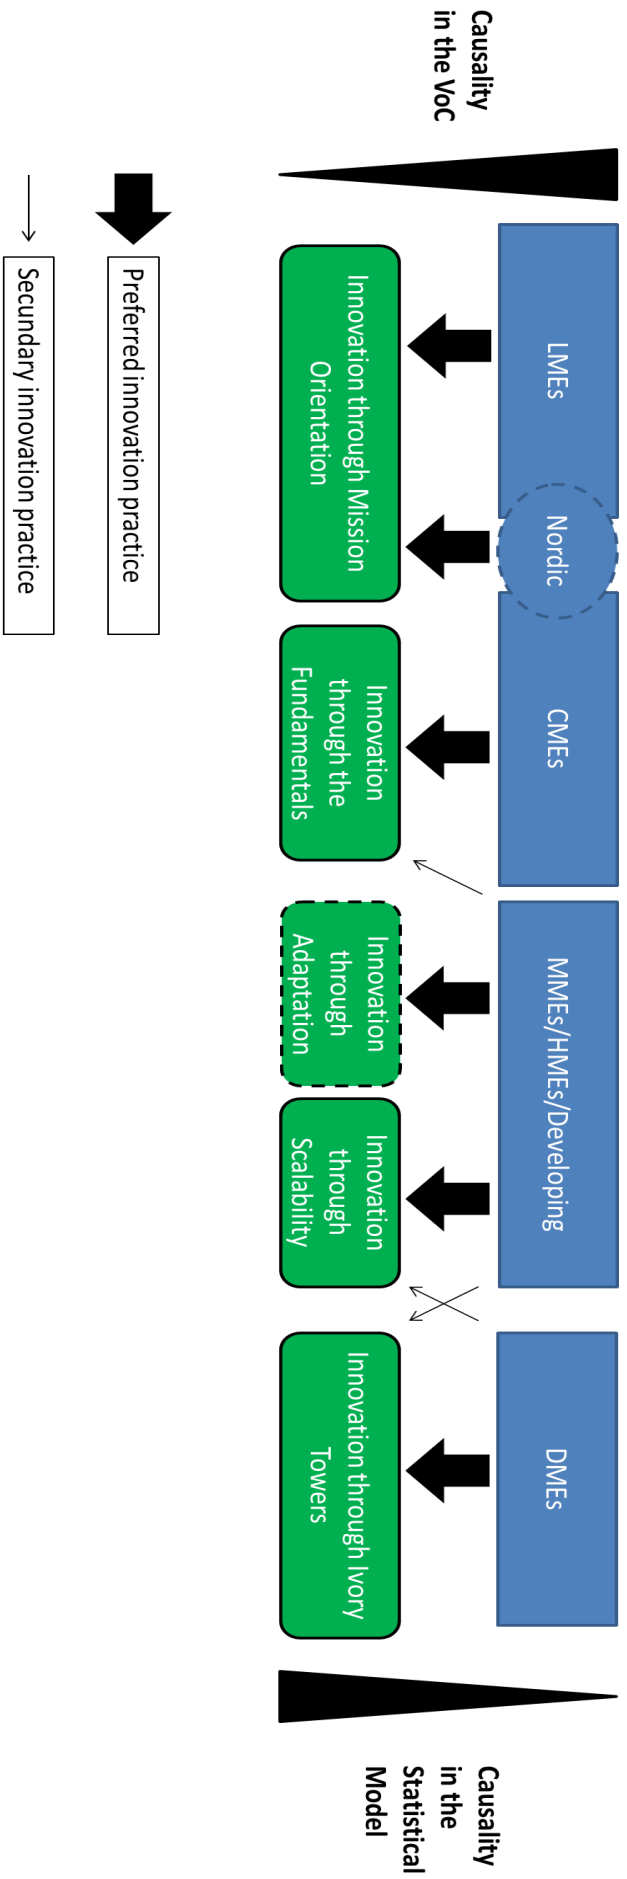 Causality
in the VoC
LMEs
Nordic
CMEs
MMEs/HMEs/Developing
DMEs
Innovation through Mission
Orientation
Innovation
through the
Fundamentals
Innovation
through
Adaptation
Innovation
through
Scalability
Innovation through Ivory
Towers
Causality
in the
Statistical
Model
Preferred innovation practice
Secundary innovation practice